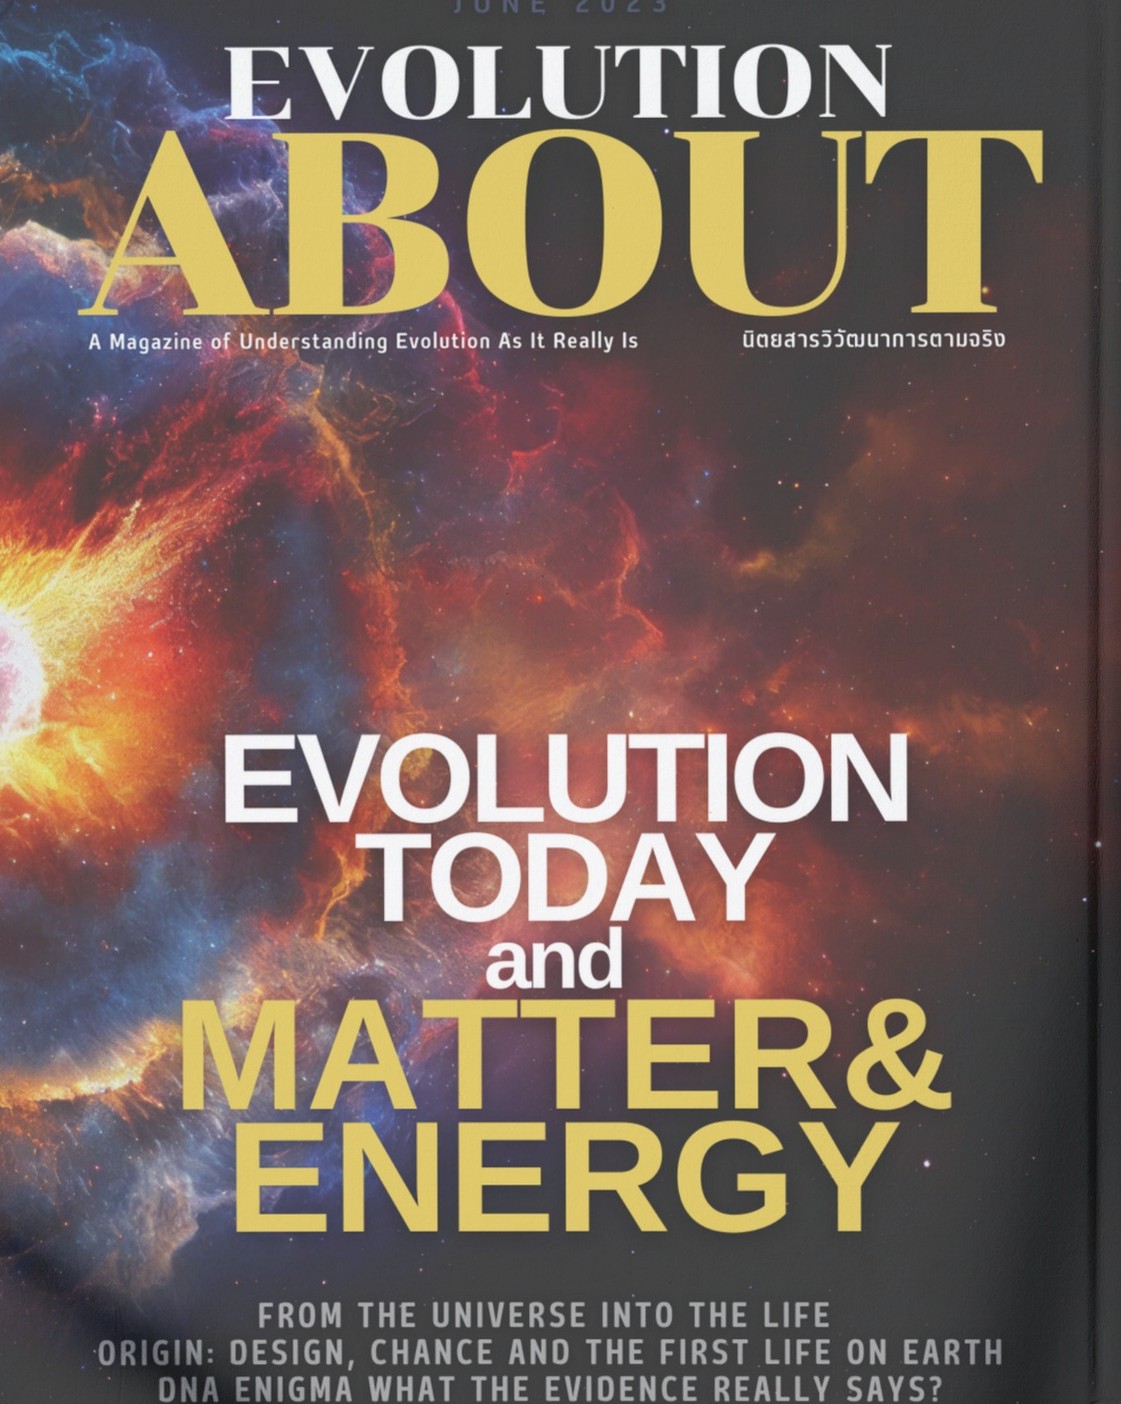 JUNE 2023
EVOLUTION
ABOUT
A Magazine of Understanding Evolution As It Really Is
นิตยสารวิวัฒนาการตามจริง
EVOLUTION
TODAY
and
MATTER&
ENERGY
FROM THE UNIVERSE INTO THE LIFE
ORIGIN: DESIGN, CHANCE AND THE FIRST LIFE ON EARTH
DNA ENIGMA WHAT THE EVIDENCE REALLY SAYS?